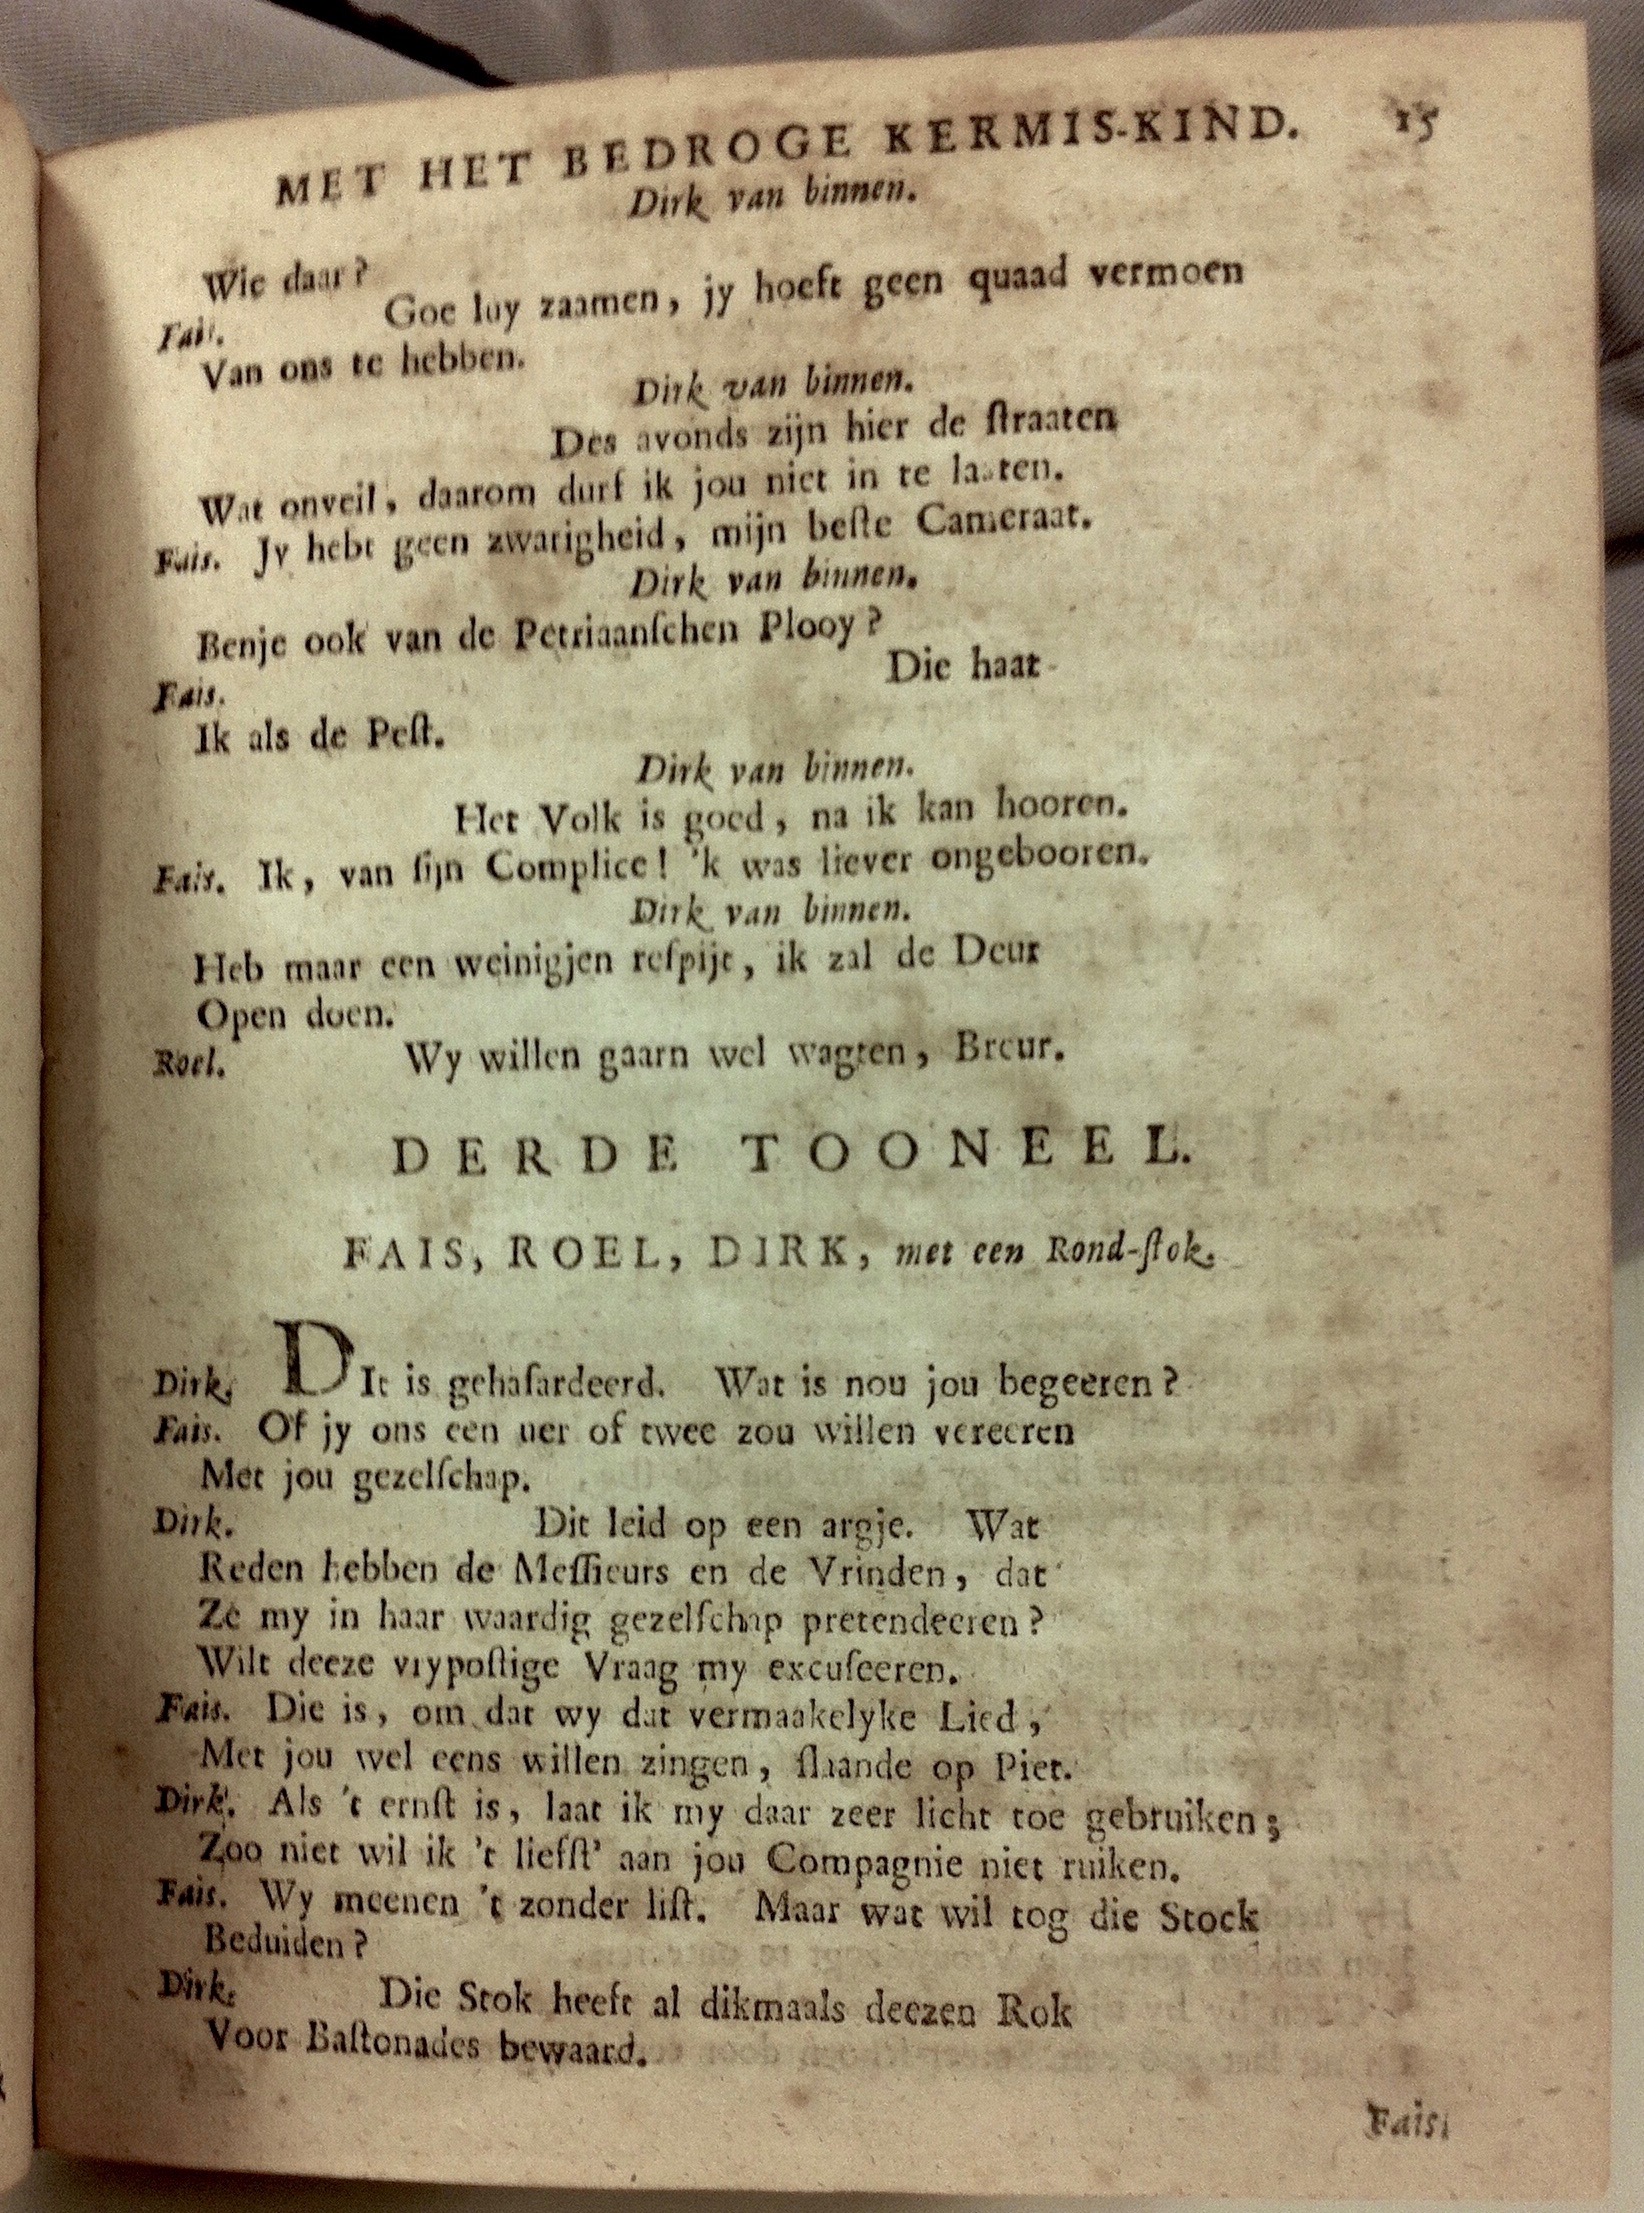 MET HET BEDROGE KERMIS-KIND. 15
Dirk van binnen.
Wie daar?
Fais. Goe luy zaamen, jy hoeft geen quaad vermoen
Van ons te hebben.
Dirk van binnen.
Des avonds zijn hier de ſtraaten
Wat onveil, daarom durf ik jou niet in te laaten.
Fais. Jy hebt geen zwarigheid, mijn beſte Cameraat.
Dirk van binnen.
Benje ook van de Petriaanſchen Plooy?
Fais. Die haat
Ik als de Peſt.
Dirk van binnen.
Het Volk is goed, na ik kan hooren.
Fais. Ik, van ſijn Complice! 'k was liever ongebooren.
Dirk van binnen.
Heb maar een weinigjen reſpijt, ik zal de Deur
Open doen.
Roel. Wy willen gaarn wel wagten, Breur.
DERDE TOONEEL.
FAIS, ROEL, DIRK, met een Rond-ſtok.
Dirk. DIt is gehaſardeerd. Wat is nou jou begeeren?
Fais. Of jy ons een uer of twee zou willen vereeren
Met jou gezelſchap.
Dirk. Dit leid op een argje. Wat
Reden hebben de Meſſieurs en de Vrinden, dat
Ze my in haar waardig gezelſchap pretendeeren?
Wilt deeze vrypoſtige Vraag my excuſeeren.
Fais. Die is, om dat wy dat vermaakelyke Lied,
Met jou wel eens willen zingen, ſlaande op Piet.
Dirk. Als 't ernſt is, laat ik my daar zeer licht toe gebruiken;
Zoo niet wil ik 't liefſt' aan jou Compagnie niet ruiken.
Fais. Wy meenen 't zonder liſt. Maar wat wil tog die Stock
Beduiden?
Dirk. Die Stok heeft al dikmaals deezen Rok
Voor Baſtonades bewaard.
Fais.